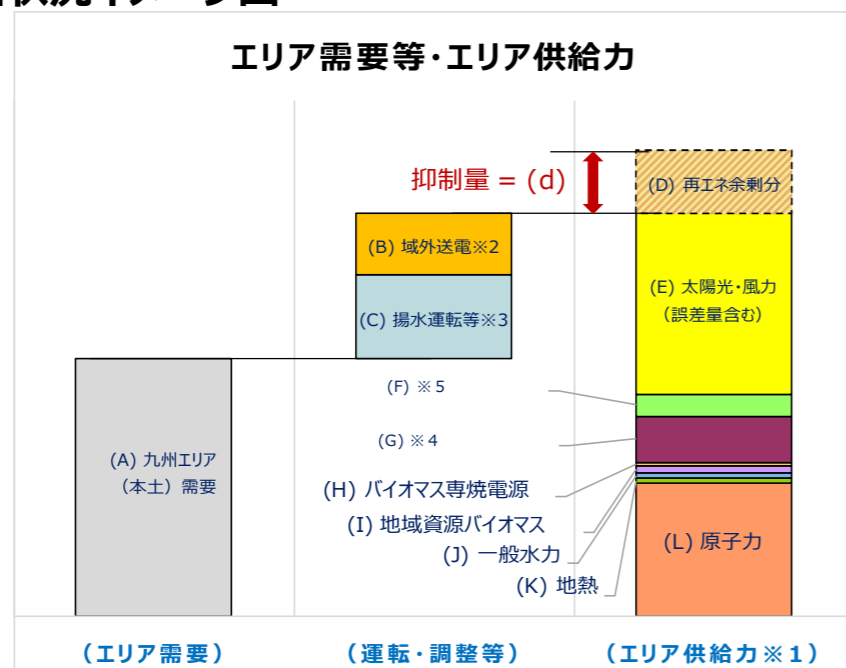 エリア需要等・エリア供給力
抑制量 = (d)
(D) 再エネ余剰分
(B) 域外送電※2
(C) 揚水運転等※3
(E) 太陽光・風力
（誤差量含む）
(F) ※5
(G) ※4
(A) 九州エリア
（本土）需要
(H) バイオマス専焼電源
(I) 地域資源バイオマス
(J) 一般水力
(K) 地熱
(L) 原子力
（エリア需要）
（運転・調整等）
（エリア供給力※１）